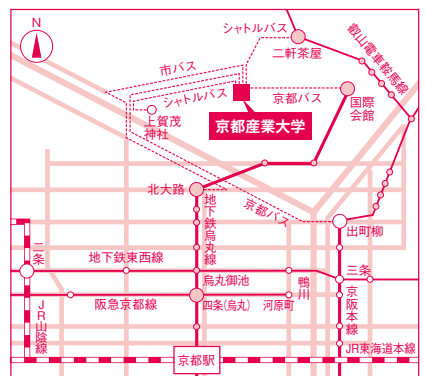 N
シャトルバス
二軒茶屋
叡山電車鞍馬線
市バス
シャトルバス
京都バス
国際
会館
上賀茂
神社
京都産業大学
北大路
京都バス
地下鉄烏丸線
出町柳
二条
地下鉄東西線
烏丸御池
鴨川
三条
JR山陰線
阪急京都線
四条(烏丸)
河原町
京阪本線
JR東海道本線
京都駅